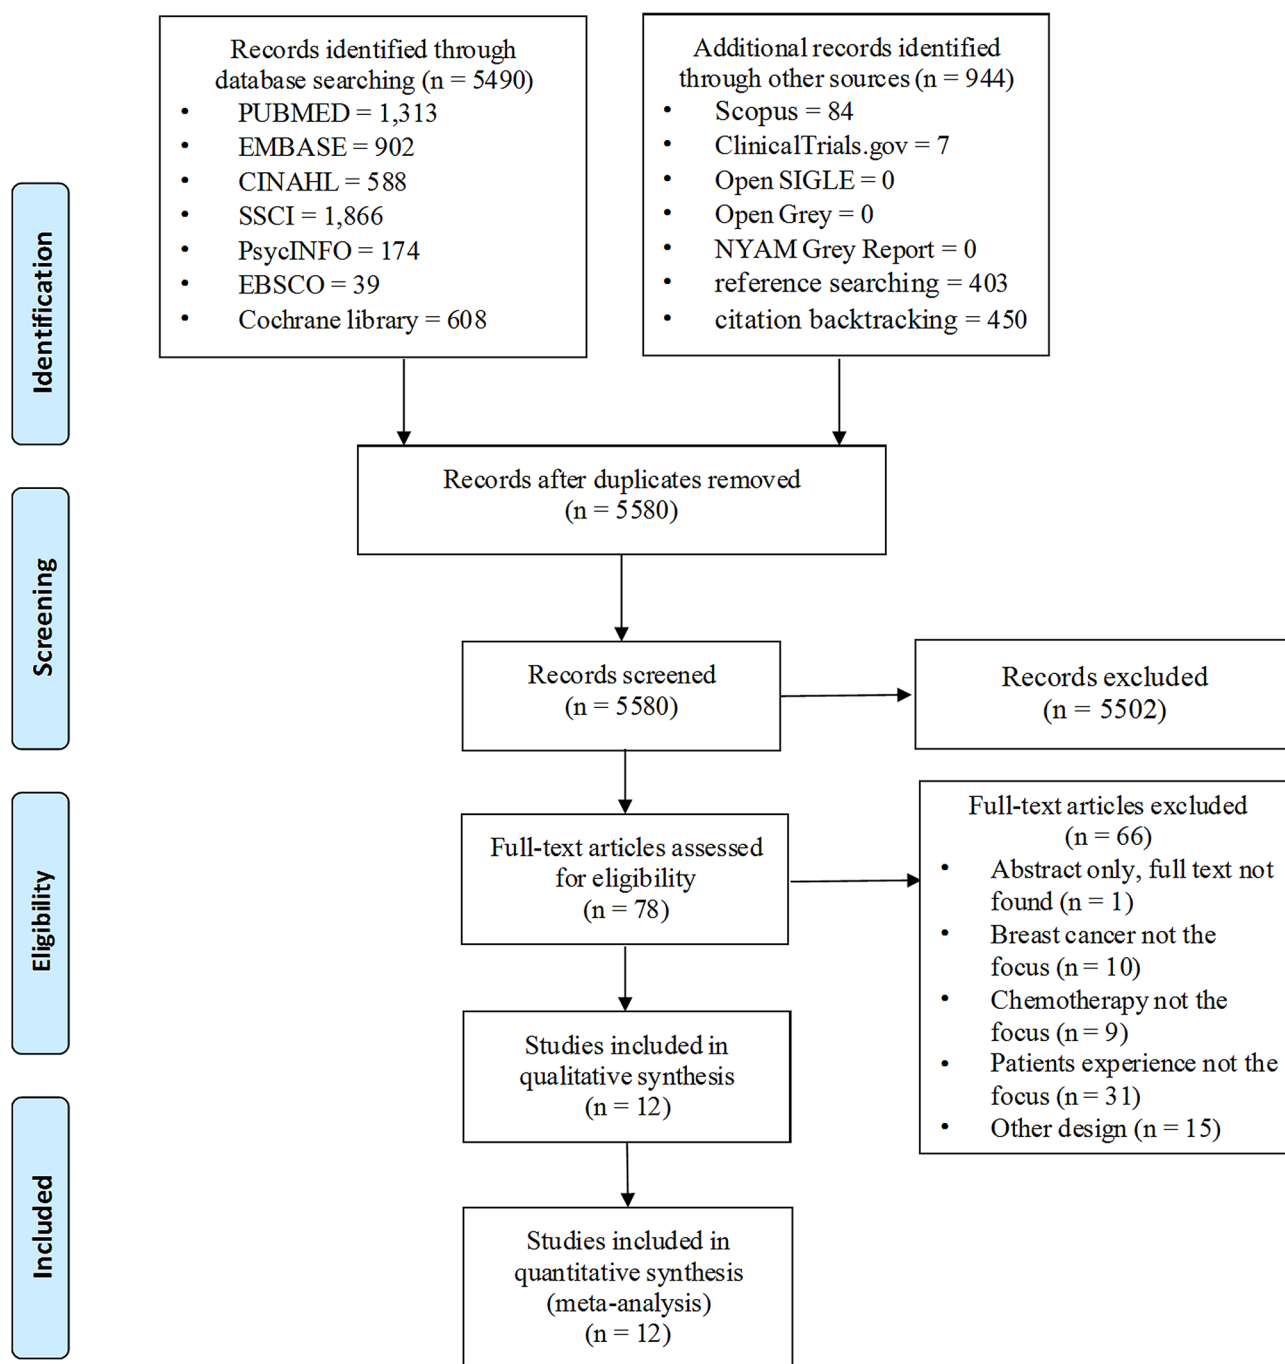 Records identified through
database searching (n = 5490)
• PUBMED = 1,313
• EMBASE = 902
• CINAHL = 588
• SSCI = 1,866
• PsycINFO = 174
• EBSCO = 39
• Cochrane library = 608
Additional records identified
through other sources (n = 944)
• Scopus = 84
• ClinicalTrials.gov = 7
• Open SIGLE = 0
• Open Grey = 0
• NYAM Grey Report = 0
• reference searching = 403
• citation backtracking = 450
Identification
Records after duplicates removed
(n = 5580)
Screening
Records screened
(n = 5580)
Records excluded
(n = 5502)
Eligibility
Full-text articles assessed
for eligibility
(n = 78)
Full-text articles excluded
(n = 66)
• Abstract only, full text not
found (n = 1)
• Breast cancer not the
focus (n = 10)
• Chemotherapy not the
focus (n = 9)
• Patients experience not the
focus (n = 31)
• Other design (n = 15)
Studies included in
qualitative synthesis
(n = 12)
Included
Studies included in
quantitative synthesis
(meta-analysis)
(n = 12)